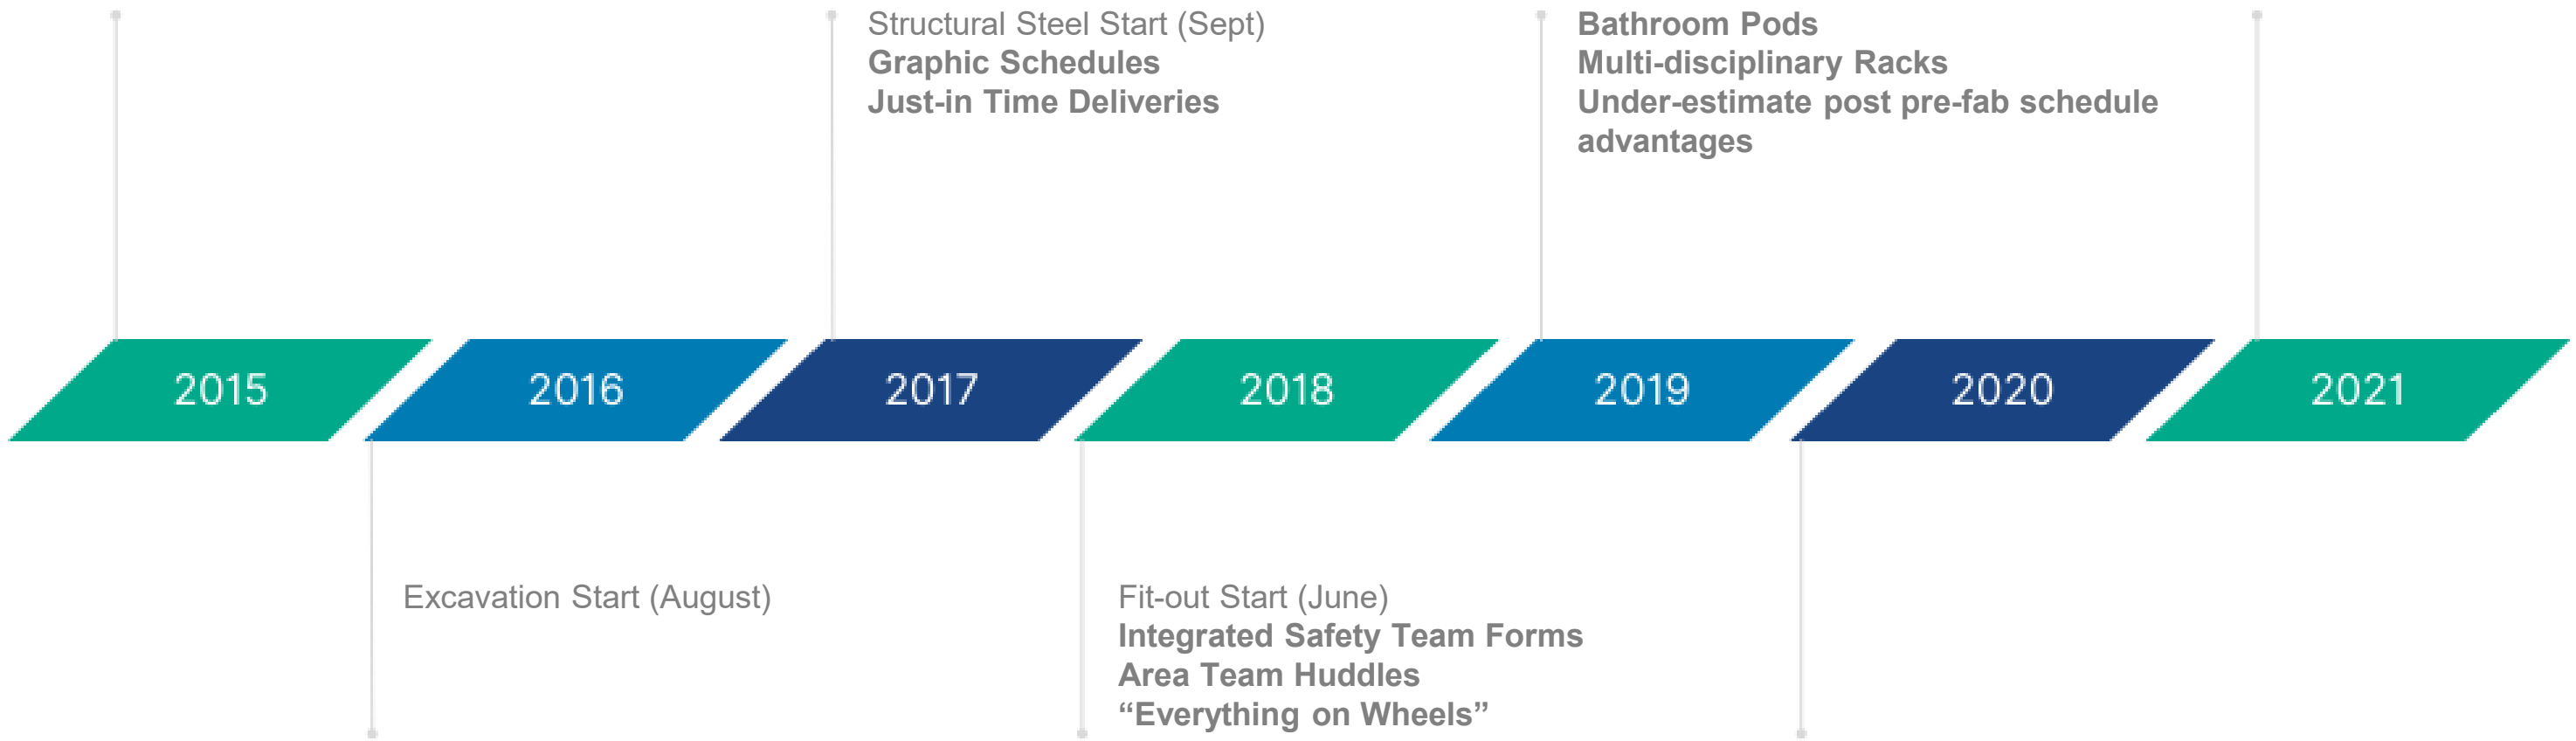 Structural Steel Start (Sept)
Graphic Schedules
Just-in Time Deliveries
Bathroom Pods
Multi-disciplinary Racks
Under-estimate post pre-fab schedule
advantages
2015
2016
2017
2018
2019
2020
2021
Excavation Start (August)
Fit-out Start (June)
Integrated Safety Team Forms
Area Team Huddles
“Everything on Wheels”